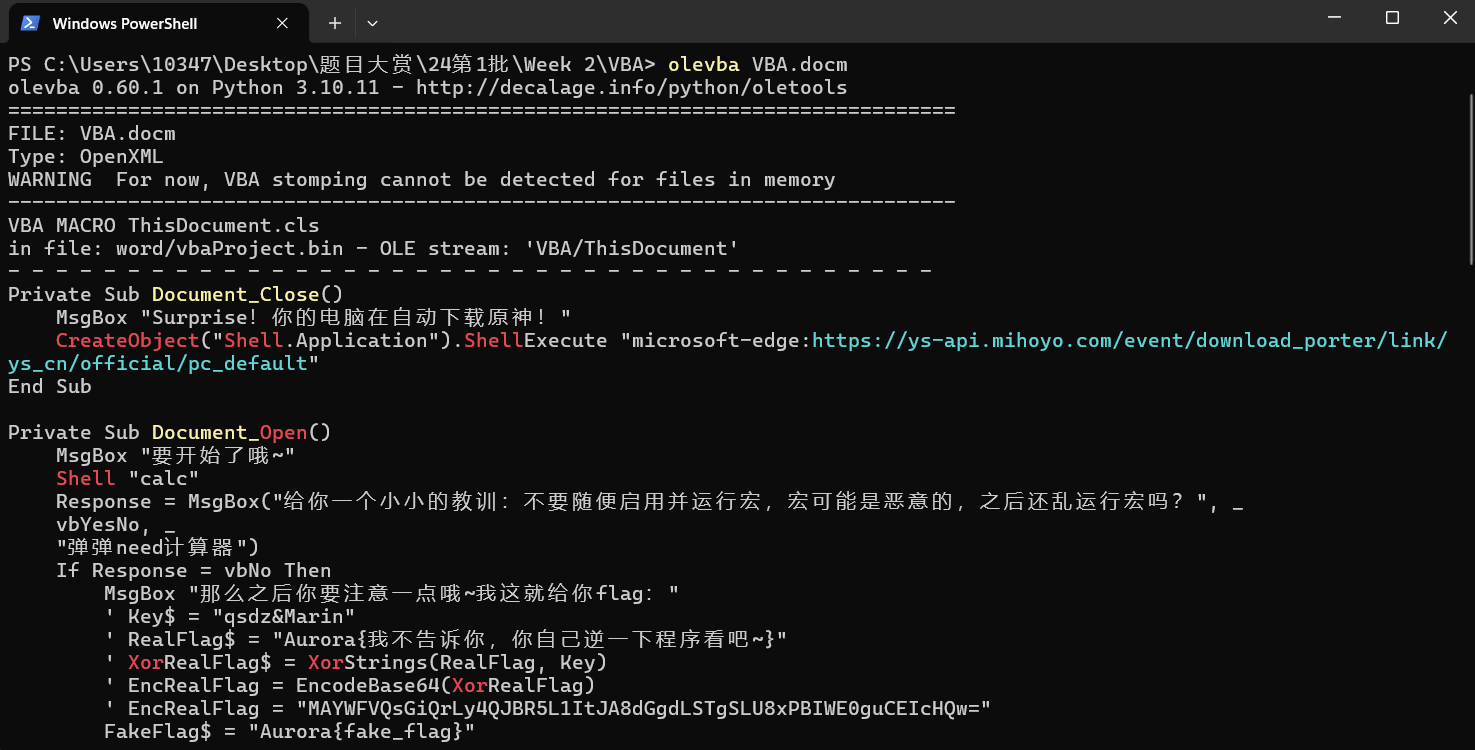 Windows PowerShell
PS C:\Users\10347\Desktop\题目大赏\24第1批\Week 2\VBA> olevba VBA.docm
olevba 0.60.1 on Python 3.10.11 - http://decalage.info/python/oletools
===============================================================================
FILE: VBA.docm
Type: OpenXML
WARNING  For now, VBA stomping cannot be detected for files in memory
-------------------------------------------------------------------------------
VBA MACRO ThisDocument.cls
in file: word/vbaProject.bin - OLE stream: 'VBA/ThisDocument'
- - - - - - - - - - - - - - - - - - - - - - - - - - - - - - - - - - - - - - -
Private Sub Document_Close()
    MsgBox "Surprise！你的电脑在自动下载原神！"
    CreateObject("Shell.Application").ShellExecute "microsoft-edge:https://ys-api.mihoyo.com/event/download_porter/link/
ys_cn/official/pc_default"
End Sub

Private Sub Document_Open()
    MsgBox "要开始了哦~"
    Shell "calc"
    Response = MsgBox("给你一个小小的教训：不要随便启用并运行宏，宏可能是恶意的，之后还乱运行宏吗？", _
    vbYesNo, _
    "弹弹need计算器")
    If Response = vbNo Then
        MsgBox "那么之后你要注意一点哦~我这就给你flag："
        ' Key$ = "qsdz&Marin"
        ' RealFlag$ = "Aurora{我不告诉你，你自己逆一下程序看吧~}"
        ' XorRealFlag$ = XorStrings(RealFlag, Key)
        ' EncRealFlag = EncodeBase64(XorRealFlag)
        ' EncRealFlag = "MAYWFVQsGiQrLy4QJBR5L1ItJA8dGgdLSTgSLU8xPBIWE0guCEIcHQw="
        FakeFlag$ = "Aurora{fake_flag}"